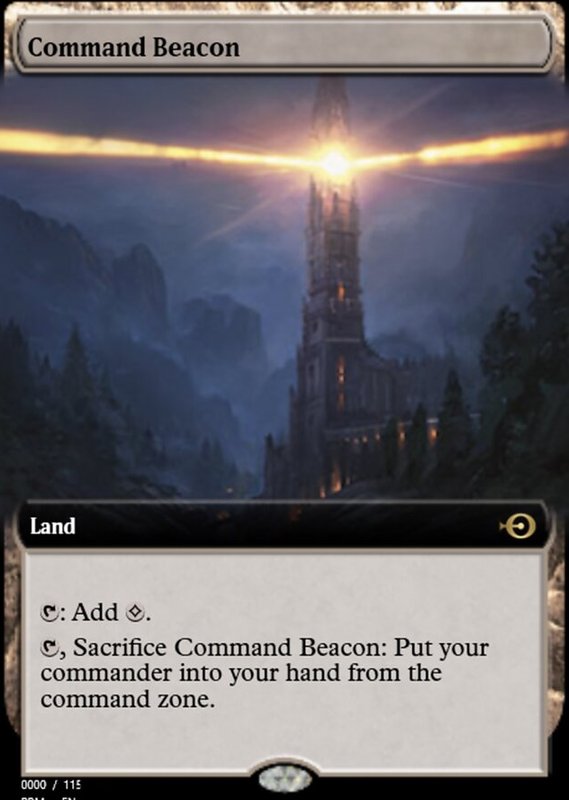 Command Beacon
Land
: Add .
, Sacrifice Command Beacon: Put your
commander into your hand from the
command zone.
0000 / 115